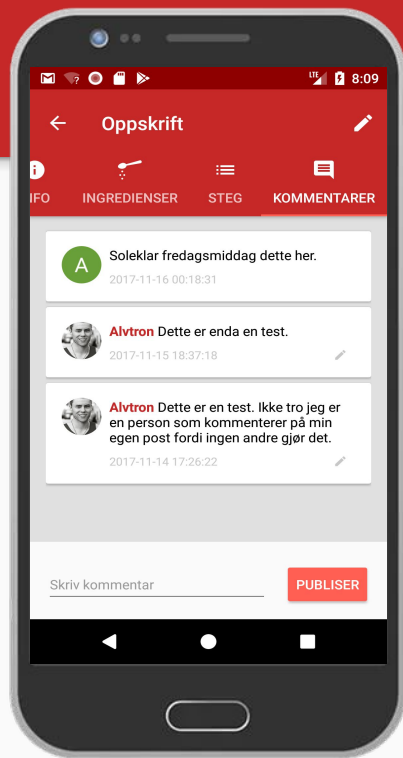 LTE 8:09
Oppskrift
NFO INGREDIENSER STEG KOMMENTARER
A Soleklar fredagsmiddag dette her.
2017-11-16 00:18:31
Alvtron Dette er enda en test.
2017-11-15 18:37:18
Alvtron Dette er en test. Ikke tro jeg er
en person som kommenterer på min
egen post fordi ingen andre gjør det.
2017-11-14 17:26:22
Skriv kommentar PUBLISER